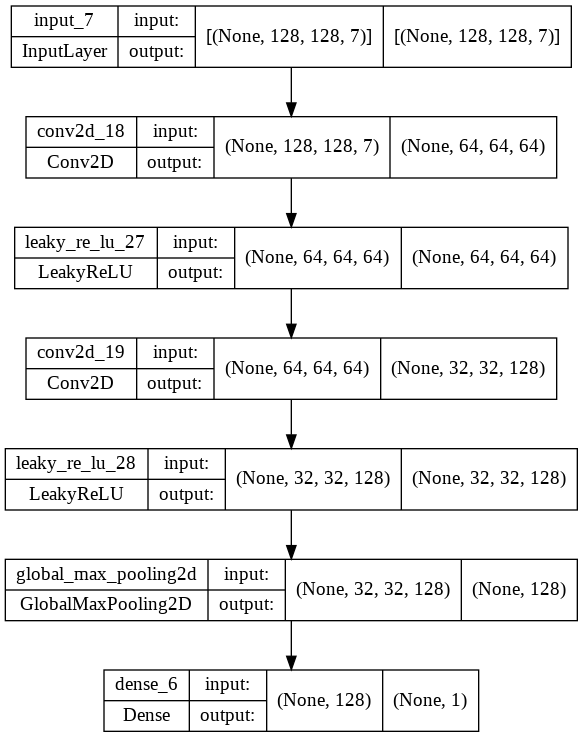 input_7 input: [(None, 128, 128, 7)] [(None, 128, 128, 7)]
InputLayer output:
conv2d_18 input: (None, 128, 128, 7) (None, 64, 64, 64)
Conv2D output:
leaky_re_lu_27 input: (None, 64, 64, 64) (None, 64, 64, 64)
LeakyReLU output:
conv2d_19 input: (None, 64, 64, 64) (None, 32, 32, 128)
Conv2D output:
leaky_re_lu_28 input: (None, 32, 32, 128) (None, 32, 32, 128)
LeakyReLU output:
global_max_pooling2d input: (None, 32, 32, 128) (None, 128)
GlobalMaxPooling2D output:
dense_6 input: (None, 128) (None, 1)
Dense output: